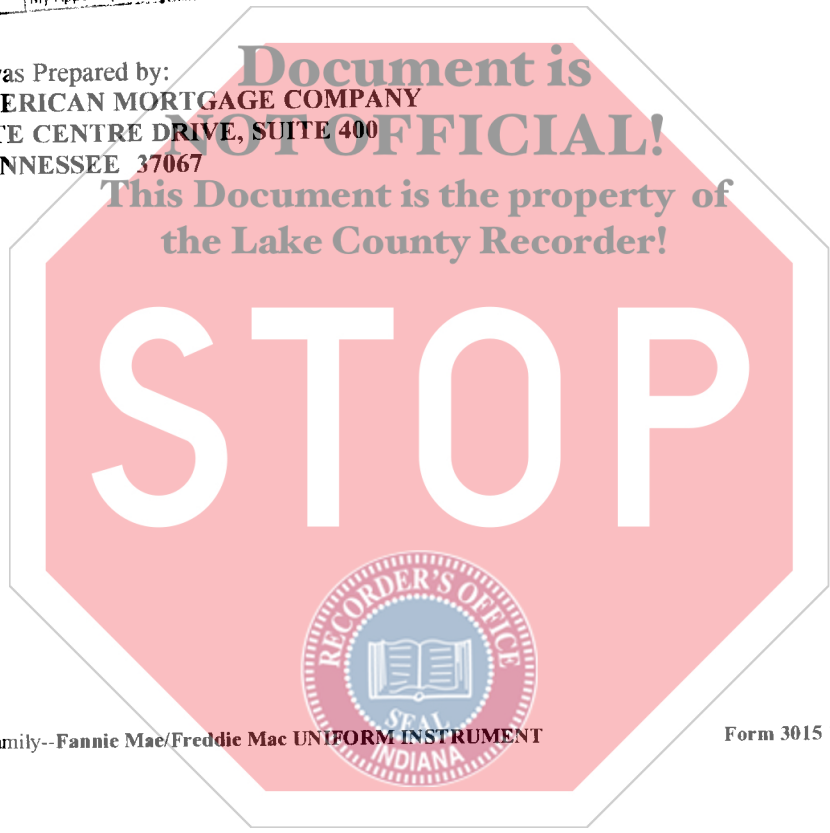 as Prepared by:
ERICAN MORTGAGE COMPANY
TE CENTRE DRIVE, SUITE 400
NNESSEE 37067
Document is
NOT OFFICIAL!
This Document is the property of
the Lake County Recorder!
STOP
RECORDER'S OFFICE
SEAL
INDIANA
mily--Fannie Mae/Freddie Mac UNIFORM INSTRUMENT
Form 3015